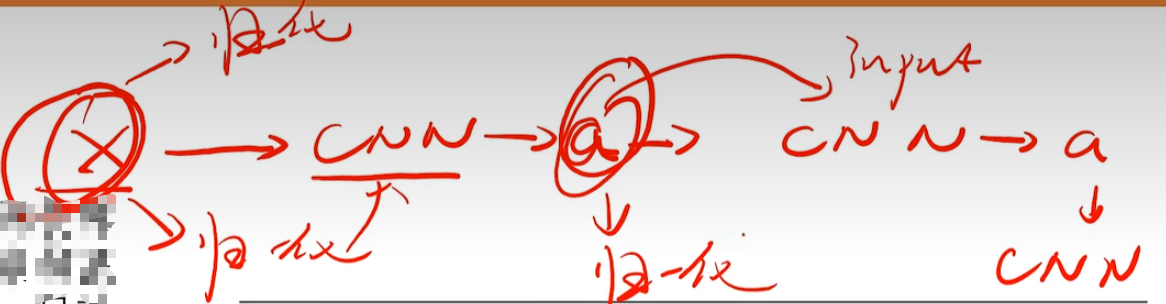 归一化
input
X → CNN → a → CNN → a
归一化
归一化
CNN